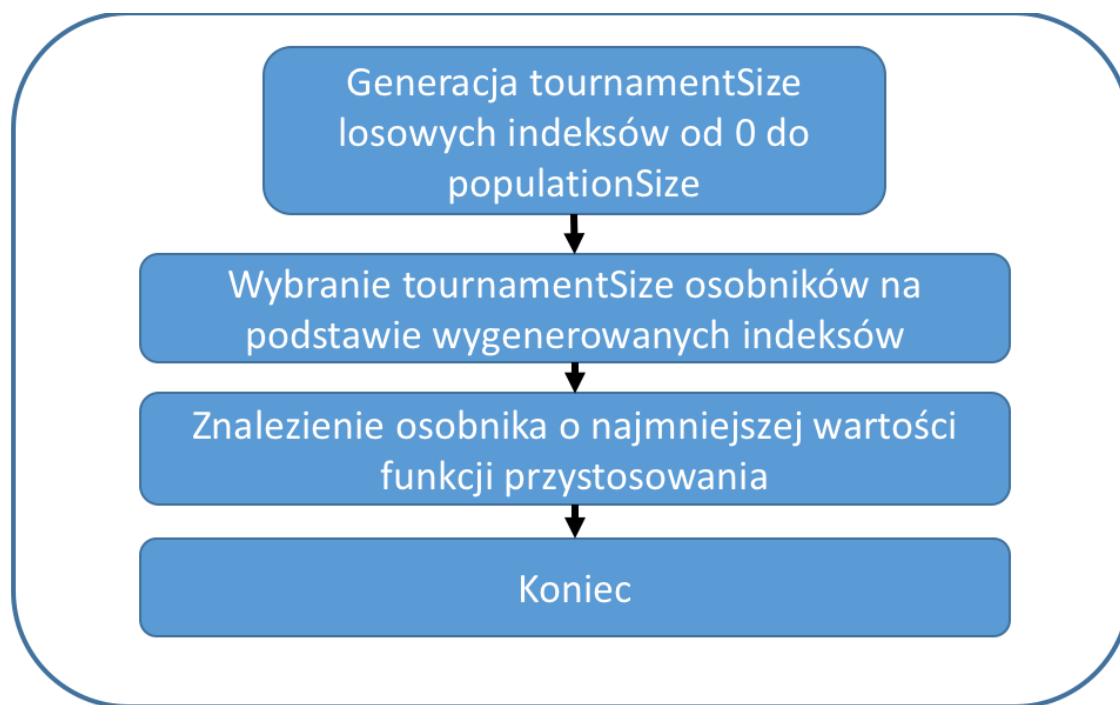 Generacja tournamentSize
losowych indeksów od 0 do
populationSize
Wybranie tournamentSize osobników na
podstawie wygenerowanych indeksów
Znalezienie osobnika o najmniejszej wartości
funkcji przystosowania
Koniec